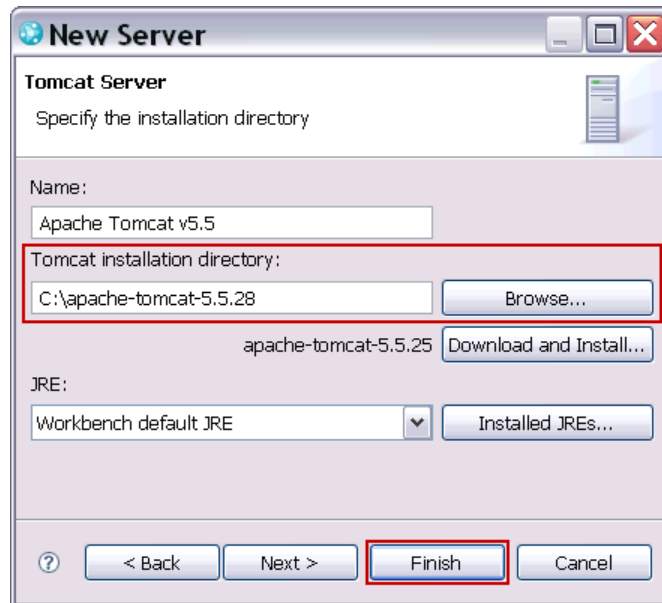 New Server
Tomcat Server
Specify the installation directory
Name:
Apache Tomcat v5.5
Tomcat installation directory:
C:\apache-tomcat-5.5.28 Browse...
apache-tomcat-5.5.25 Download and Install...
JRE:
Workbench default JRE Installed JREs...
? < Back Next > Finish Cancel